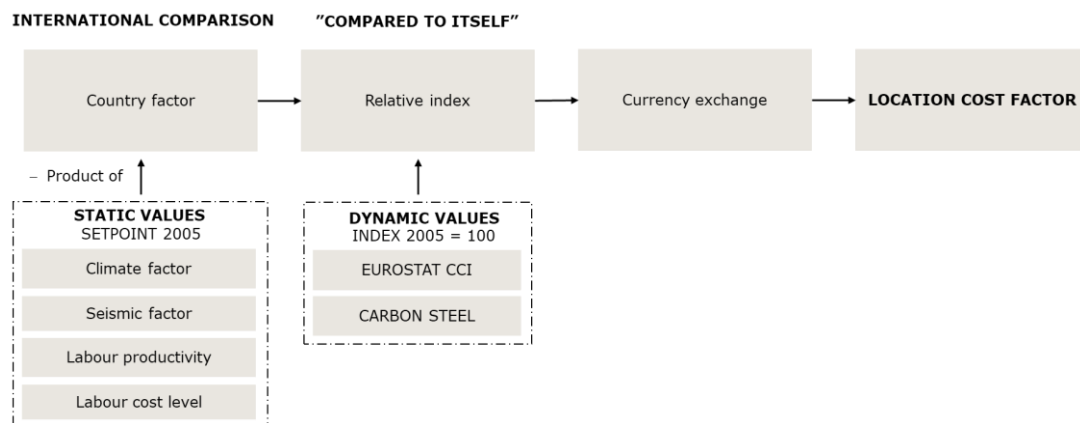 INTERNATIONAL COMPARISON
”COMPARED TO ITSELF”
Country factor
Relative index
Currency exchange
LOCATION COST FACTOR
– Product of
STATIC VALUES
SETPOINT 2005
Climate factor
Seismic factor
Labour productivity
Labour cost level
DYNAMIC VALUES
INDEX 2005 = 100
EUROSTAT CCI
CARBON STEEL